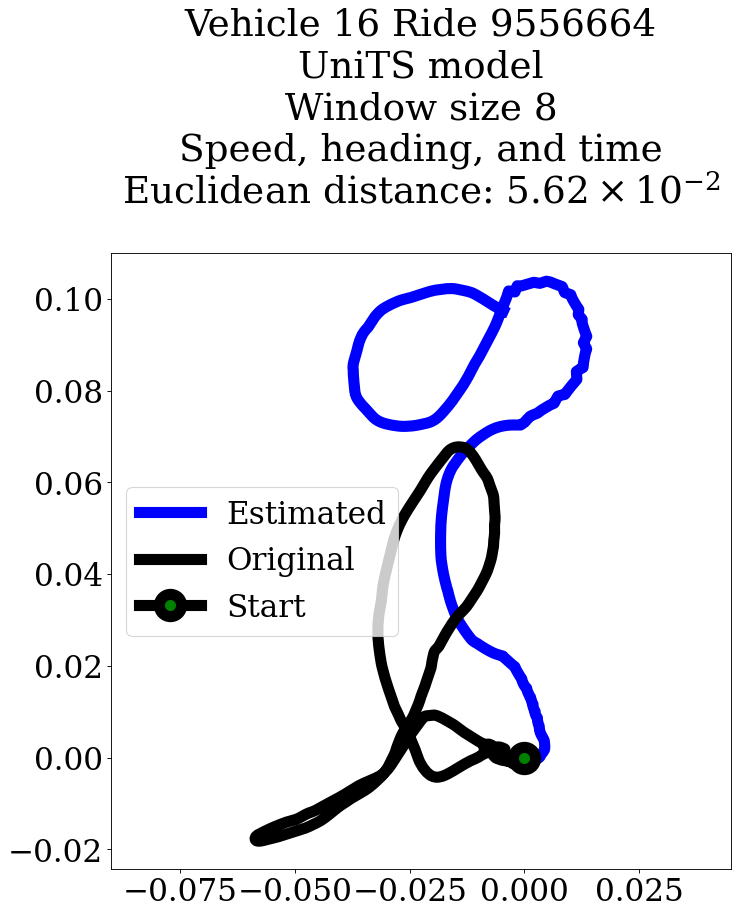 Vehicle 16 Ride 9556664
UniTS model
Window size 8
Speed, heading, and time
Euclidean distance: 5.62 × 10⁻²
0.10
0.08
0.06
0.04
0.02
0.00
−0.02
Estimated
Original
Start
−0.075 −0.050 −0.025 0.000 0.025